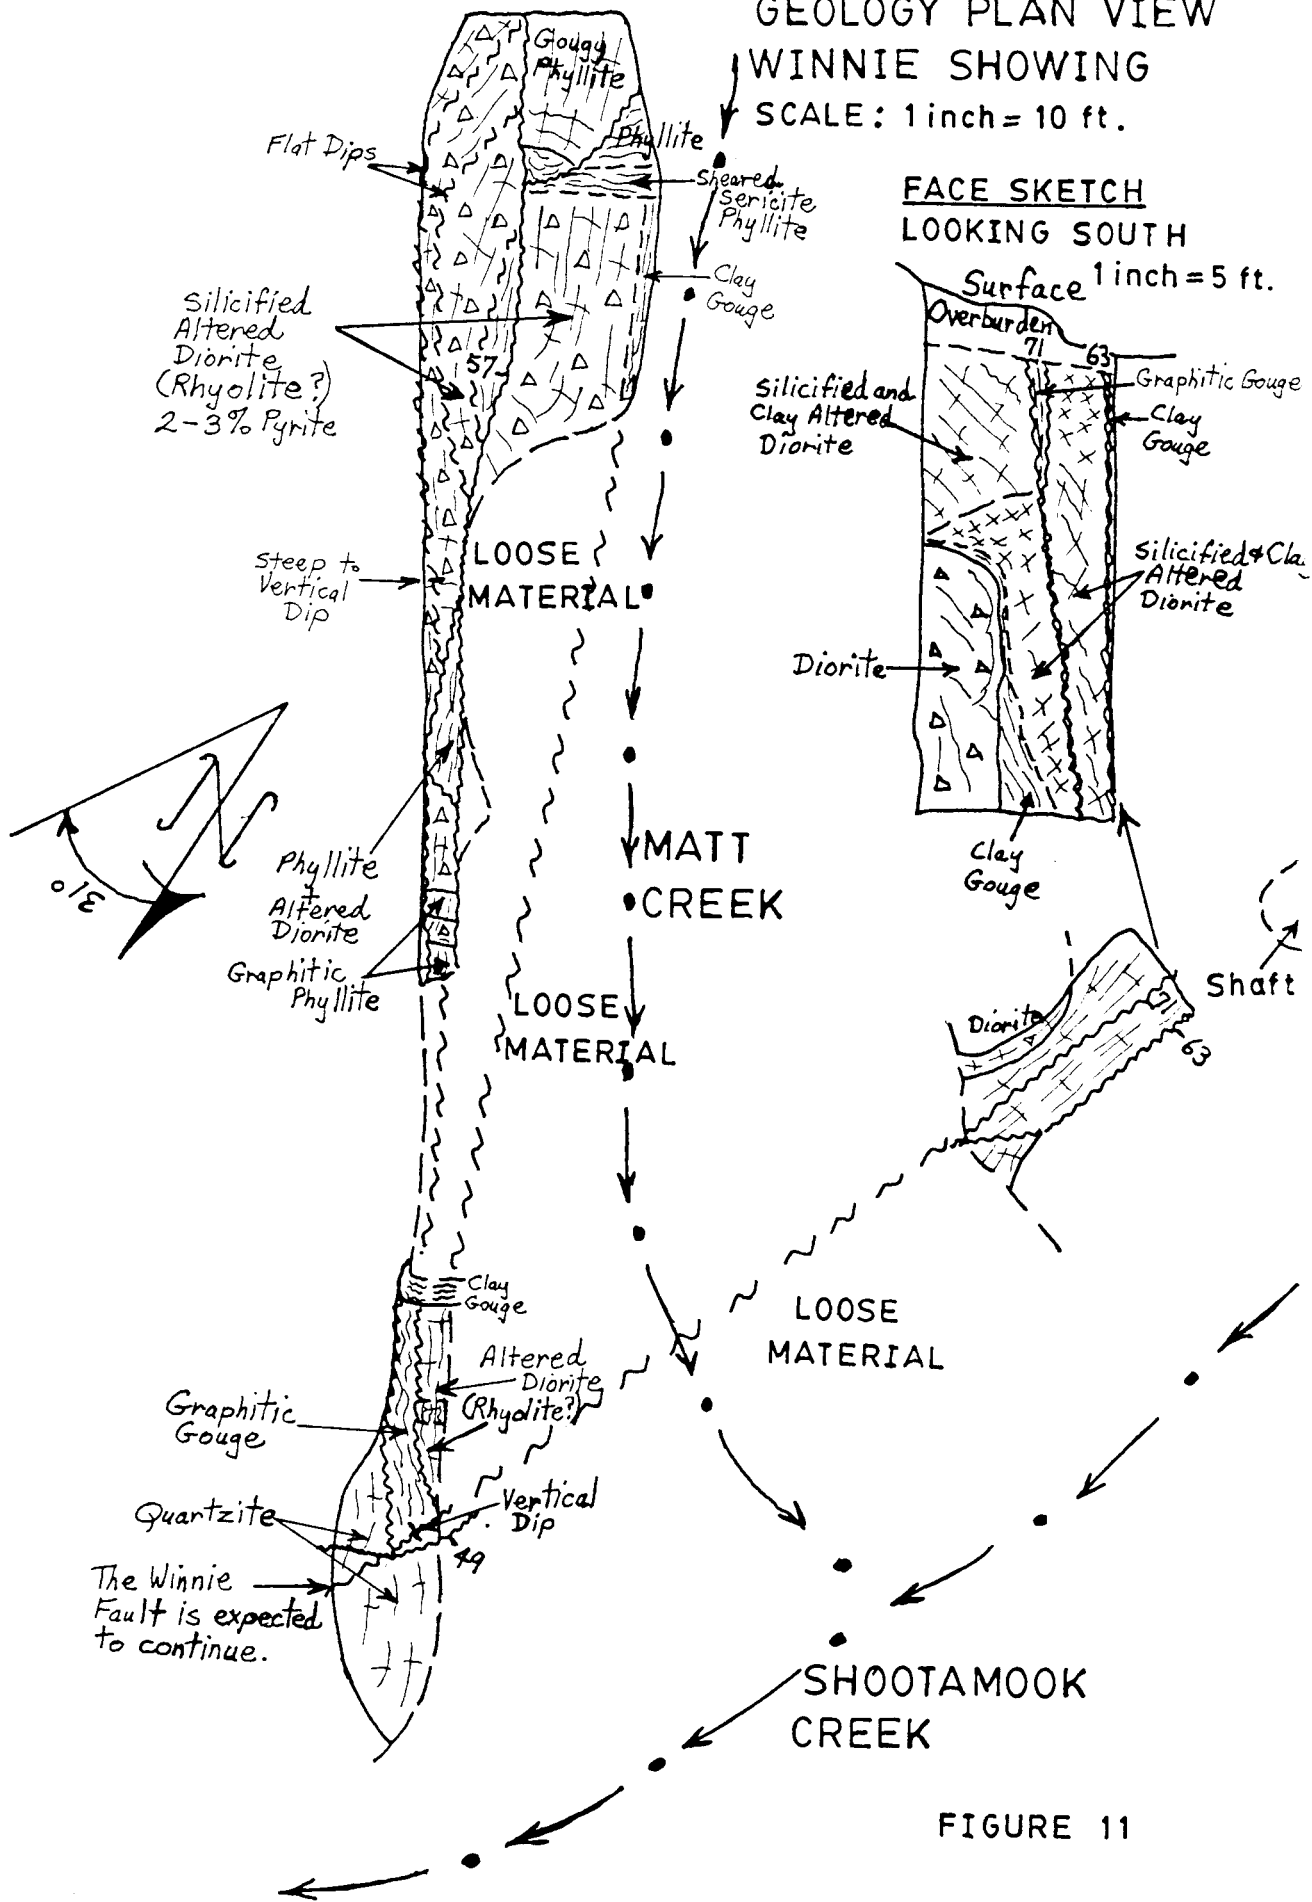 GEOLOGY PLAN VIEW
WINNIE SHOWING
SCALE: 1 inch = 10 ft.
Gougy
Phyllite
Phyllite
Flat Dips
Sheared
Sericite
Phyllite
Clay
Gouge
Silicified
Altered
Diorite
(Rhyolite?)
2-3% Pyrite
57
FACE SKETCH
LOOKING SOUTH
1 inch = 5 ft.
Surface
Overburden
71
63
Graphitic Gouge
Clay
Gouge
Silicified and
Clay Altered
Diorite
Silicified & Cla
Altered
Diorite
Diorite
Clay
Gouge
Steep to
Vertical
Dip
LOOSE
MATERIAL
N
31°
Phyllite
+
Altered
Diorite
Graphitic
Phyllite
MATT
CREEK
LOOSE
MATERIAL
Shaft
Diorite
71
63
Clay
Gouge
LOOSE
MATERIAL
Altered
Diorite
(Rhyolite?)
Graphitic
Gouge
Quartzite
Vertical
Dip
49
The Winnie
Fault is expected
to continue.
SHOOTAMOOK
CREEK
FIGURE 11